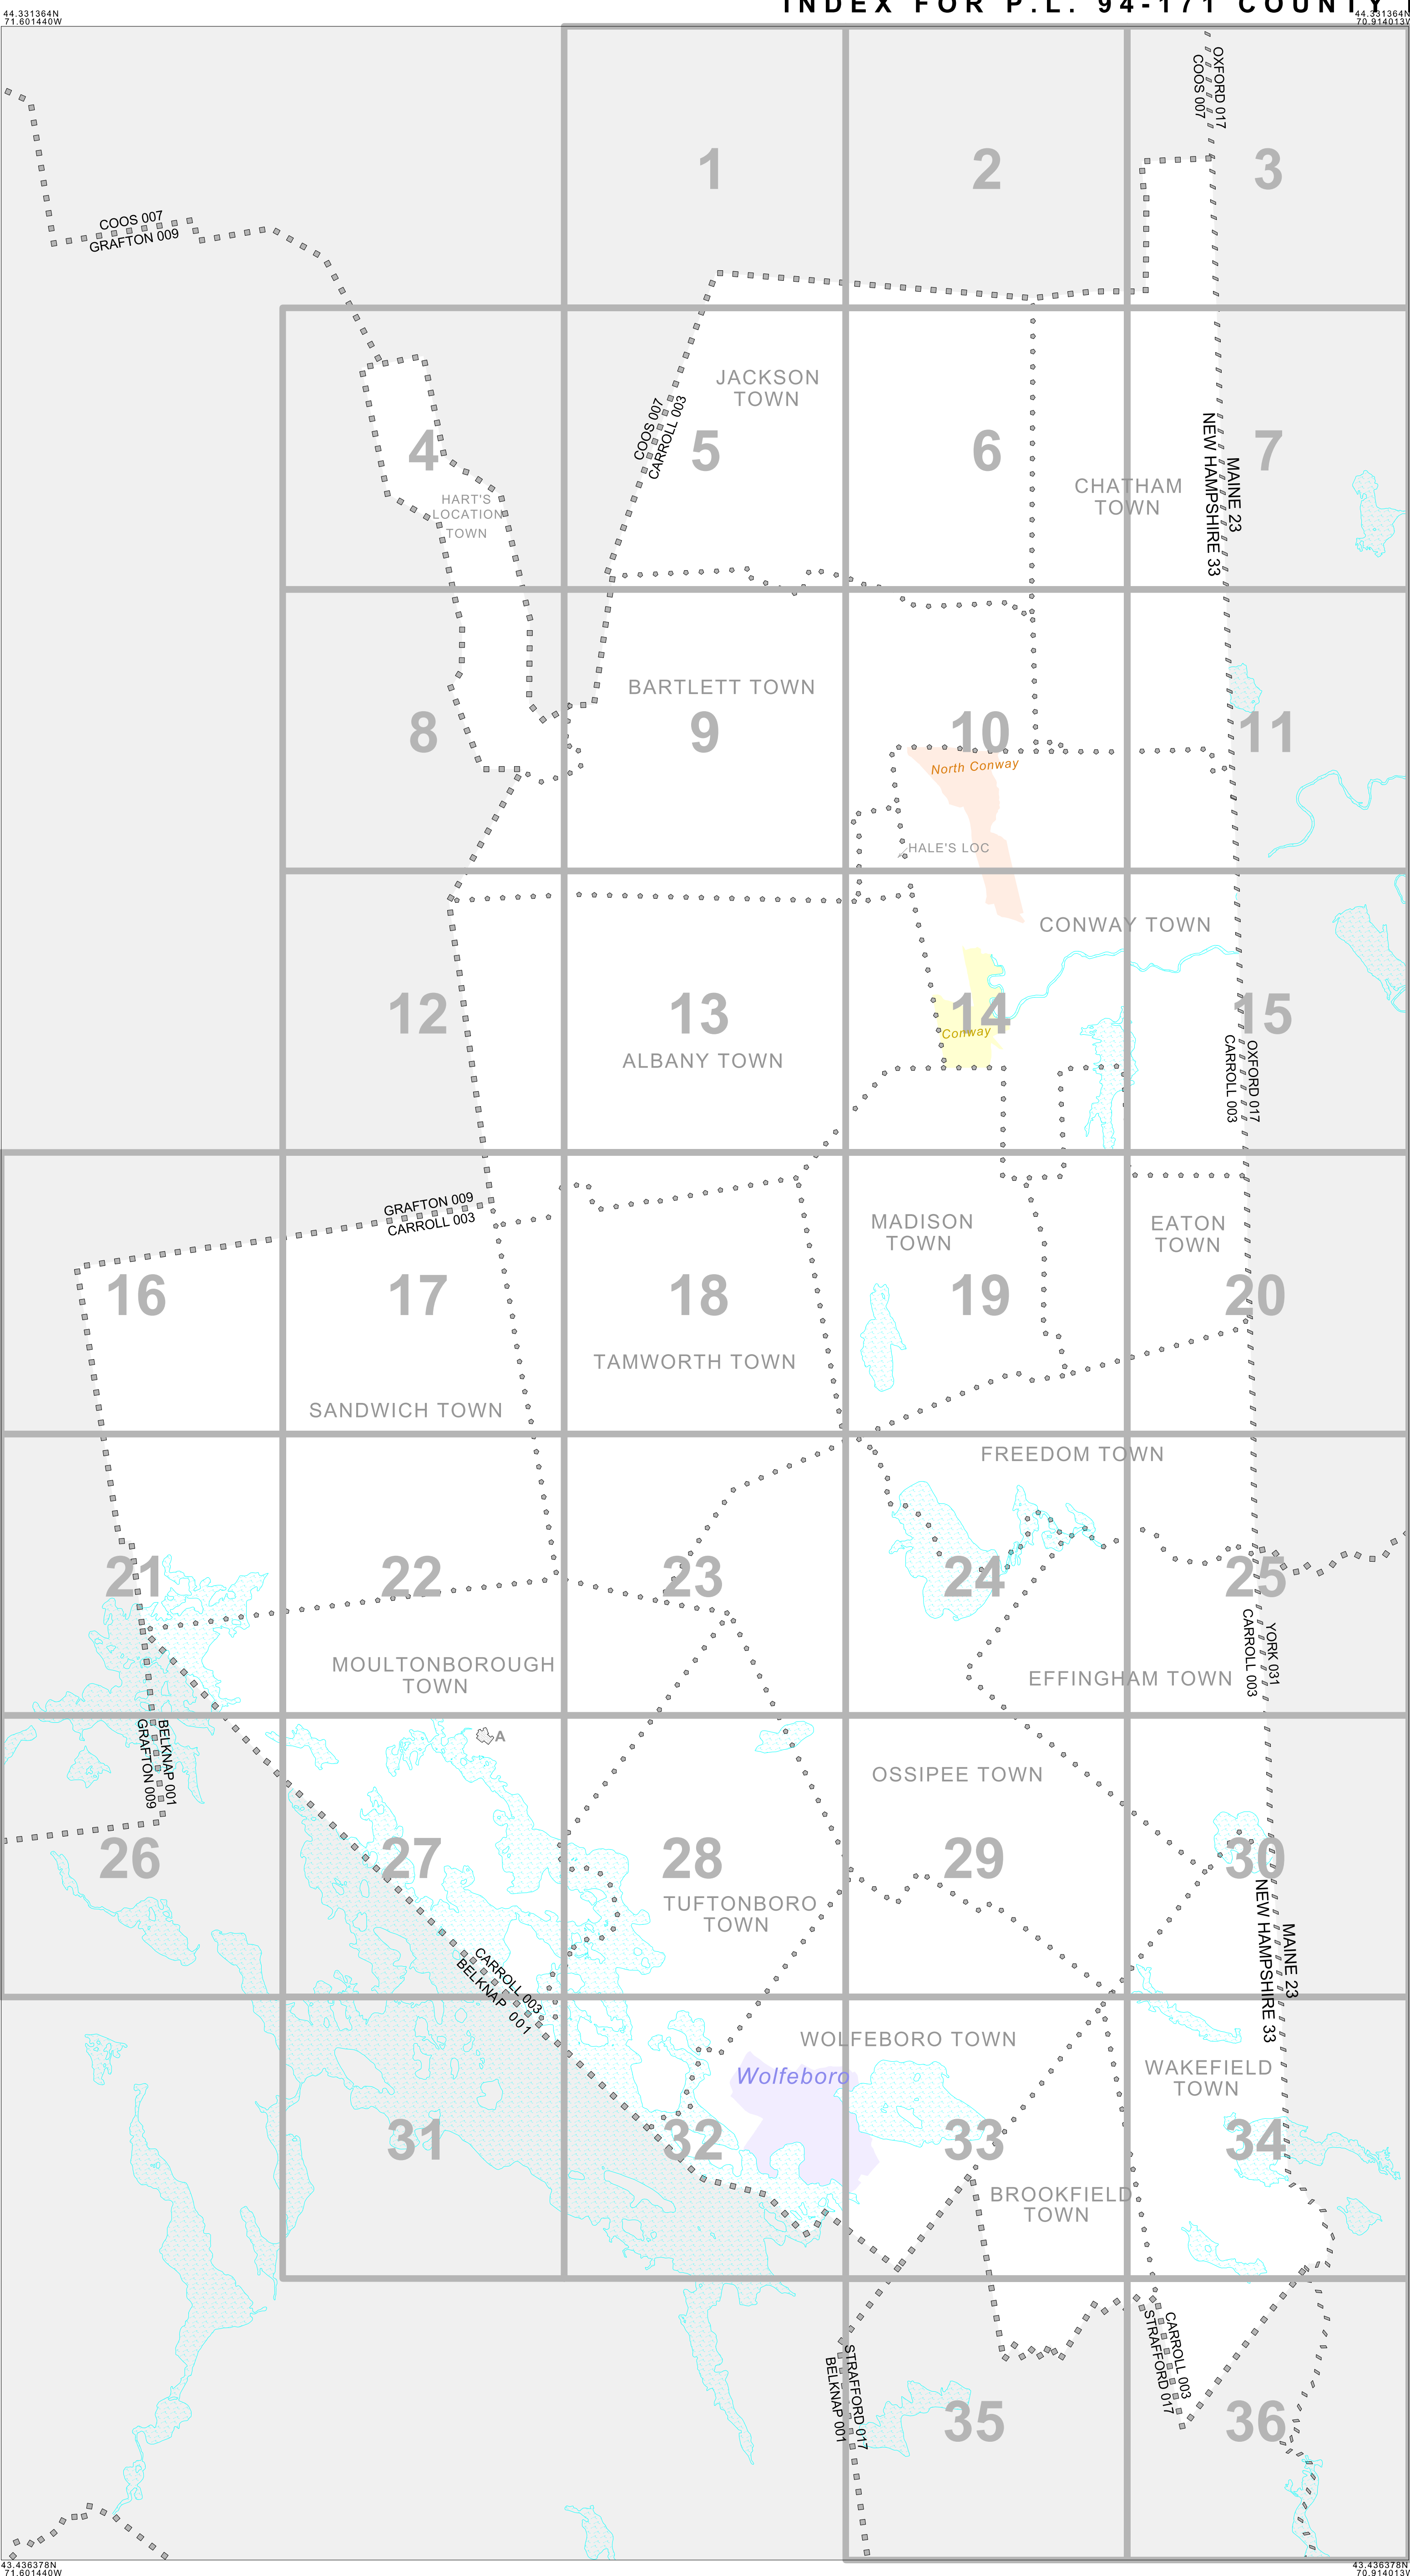 INDEX FOR P.L. 94-171 COUNTY
44.331364N
71.601440W
44.331364N
70.914013W
OXFORD 017
COOS 007
1
2
3
COOS 007
GRAFTON 009
JACKSON
TOWN
COOS 007
CARROLL 003
4
5
6
7
HART'S
LOCATION
TOWN
CHATHAM
TOWN
MAINE 23
NEW HAMPSHIRE 33
BARTLETT TOWN
8
9
10
11
North Conway
HALE'S LOC
CONWAY TOWN
12
13
14
15
Conway
ALBANY TOWN
OXFORD 017
CARROLL 003
GRAFTON 009
CARROLL 003
MADISON
TOWN
EATON
TOWN
16
17
18
19
20
TAMWORTH TOWN
SANDWICH TOWN
FREEDOM TOWN
21
22
23
24
25
YORK 031
CARROLL 003
MOULTONBOROUGH
TOWN
EFFINGHAM TOWN
BELKNAP 001
GRAFTON 009
A
OSSIPEE TOWN
26
27
28
29
30
TUFTONBORO
TOWN
MAINE 23
NEW HAMPSHIRE 33
CARROLL 003
BELKNAP 001
WOLFEBORO TOWN
Wolfeboro
WAKEFIELD
TOWN
31
32
33
34
BROOKFIELD
TOWN
STRAFFORD 017
BELKNAP 001
CARROLL 003
STRAFFORD 017
35
36
43.436378N
71.601440W
43.436378N
70.914013W